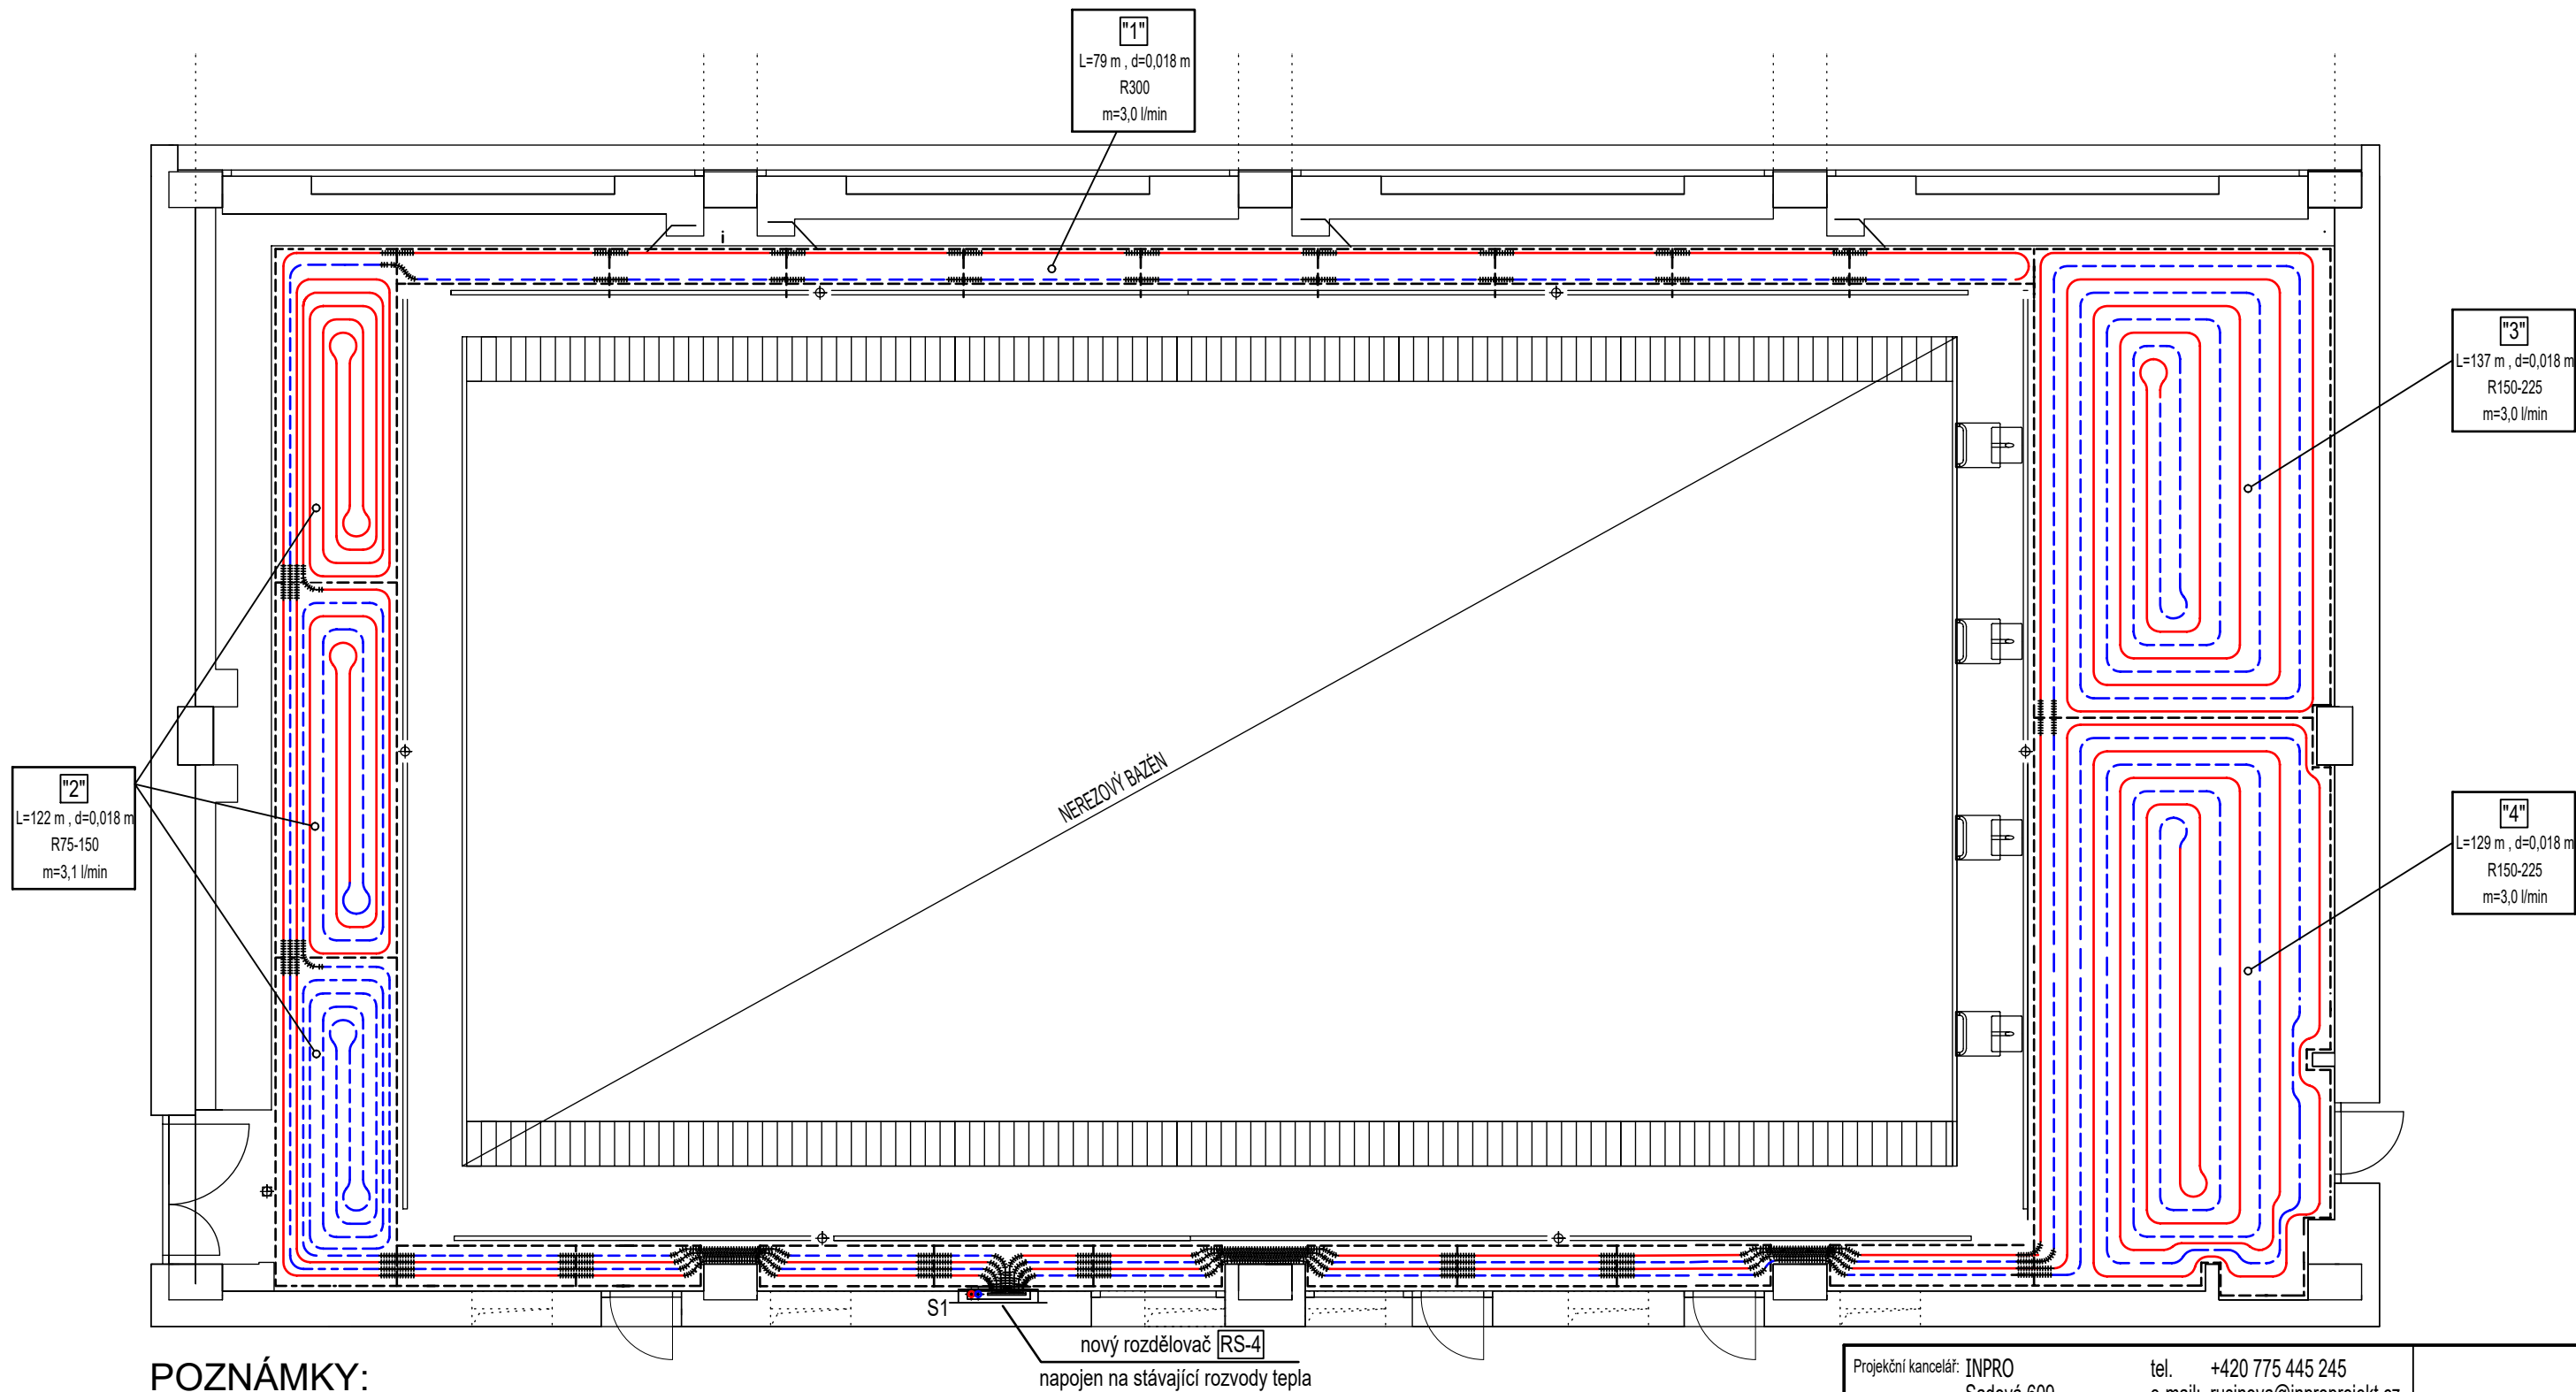 "1"
L=79 m , d=0,018 m
R300
m=3,0 l/min
"3"
L=137 m , d=0,018 m
R150-225
m=3,0 l/min
"2"
L=122 m , d=0,018 m
R75-150
m=3,1 l/min
NEREZOVÝ BAZÉN
"4"
L=129 m , d=0,018 m
R150-225
m=3,0 l/min
S1
nový rozdělovač RS-4
napojen na stávající rozvody tepla
POZNÁMKY:
Projekční kancelář: INPRO tel. +420 775 445 245